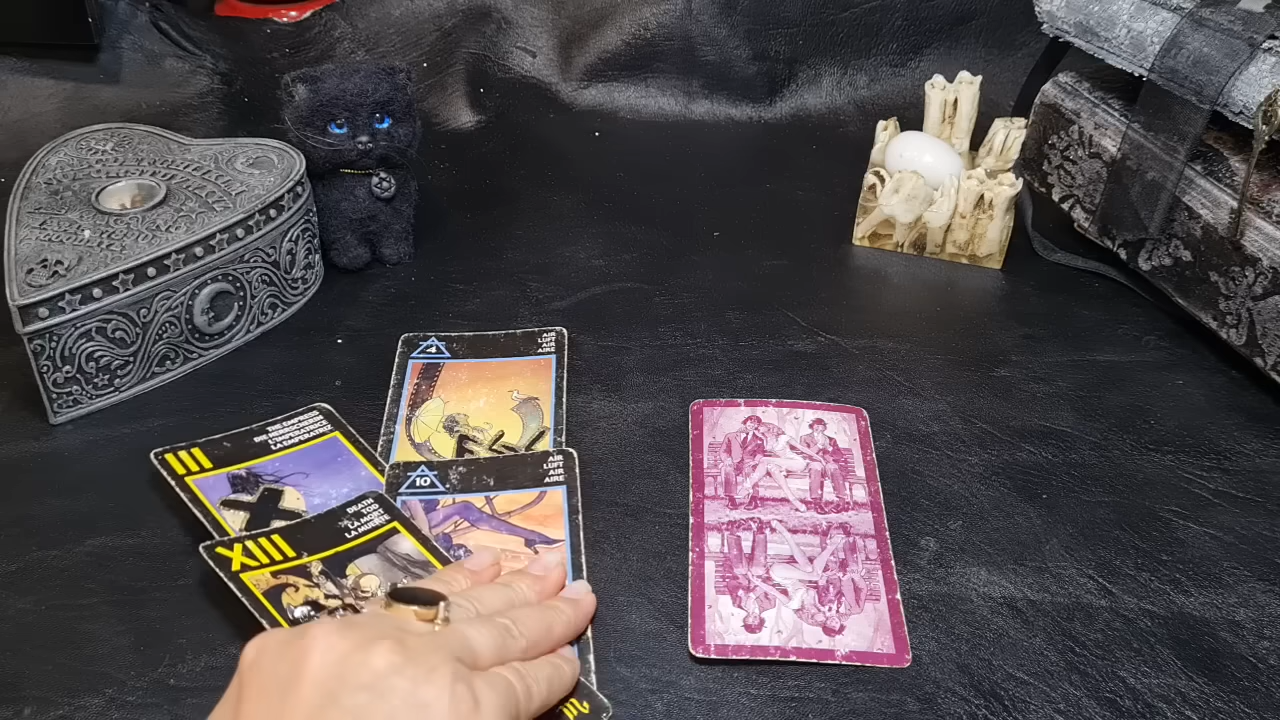 4
AIR
LUFT
AIR
AIRE
III
THE EMPRESS
DIE HERRSCHERIN
L'IMPERATRICE
LA EMPERATRIZ
10
AIR
LUFT
AIR
AIRE
XIII
DEATH
TOD
LA MORT
LA MUERTE